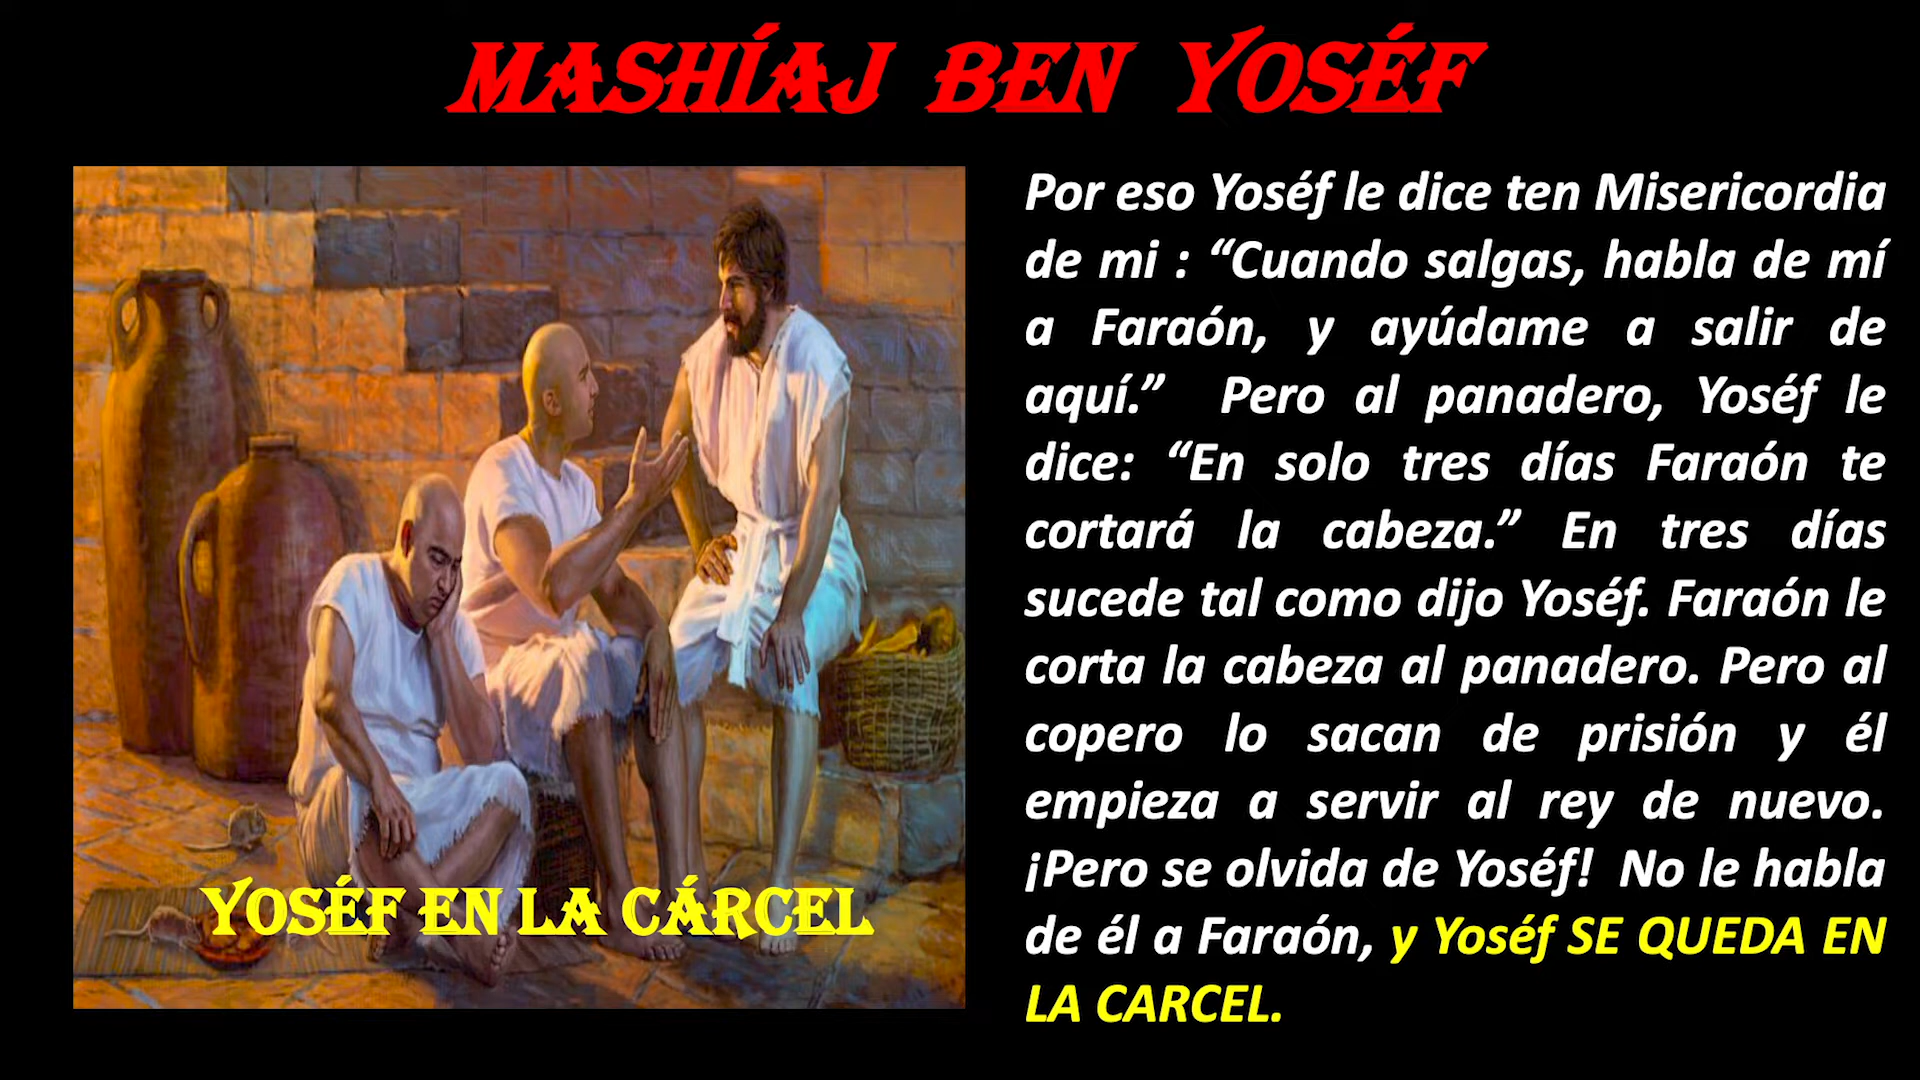 MASHÍAJ BEN YOSÉF
Por eso Yoséf le dice ten Misericordia
de mi : “Cuando salgas, habla de mí
a Faraón, y ayúdame a salir de
aquí.” Pero al panadero, Yoséf le
dice: “En solo tres días Faraón te
cortará la cabeza.” En tres días
sucede tal como dijo Yoséf. Faraón le
corta la cabeza al panadero. Pero al
copero lo sacan de prisión y él
empieza a servir al rey de nuevo.
¡Pero se olvida de Yoséf! No le habla
de él a Faraón, y Yoséf SE QUEDA EN
LA CARCEL.
YOSÉF EN LA CÁRCEL